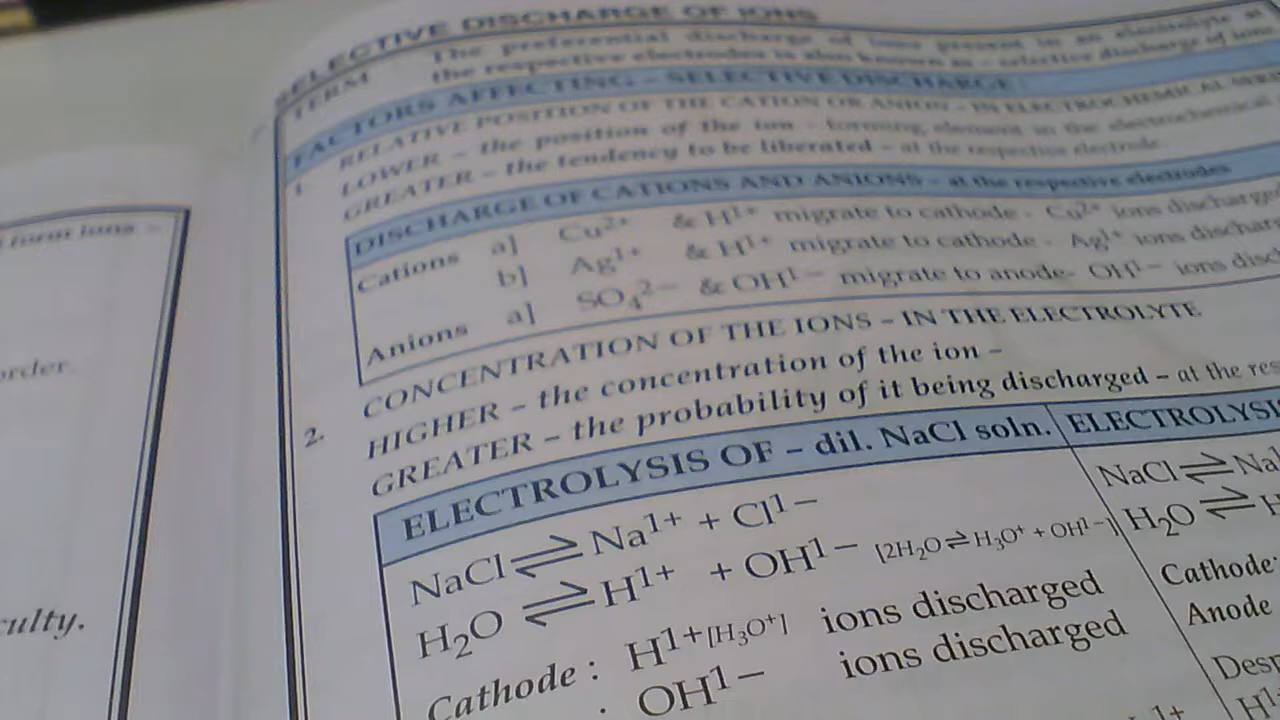 form ions –
order.
culty.
SELECTIVE DISCHARGE OF IONS
TERM The preferential discharge of ions present in an electrolyte at
the respective electrodes is also known as – selective discharge of ions
FACTORS AFFECTING – SELECTIVE DISCHARGE
1. RELATIVE POSITION OF THE CATION OR ANION – IN ELECTROCHEMICAL
LOWER – the position of the ion – forming element in the electrochemical
GREATER – the tendency to be liberated – at the respective electrode
DISCHARGE OF CATIONS AND ANIONS – at the respective electrodes
Cations a] Cu²⁺ & H¹⁺ migrate to cathode - Cu²⁺ ions discharge
b] Ag¹⁺ & H¹⁺ migrate to cathode - Ag¹⁺ ions dischar
Anions a] SO₄²⁻ & OH¹⁻ migrate to anode- OH¹⁻ ions disc
2. CONCENTRATION OF THE IONS – IN THE ELECTROLYTE
HIGHER – the concentration of the ion –
GREATER – the probability of it being discharged – at the res
ELECTROLYSIS OF – dil. NaCl soln. ELECTROLYSI
NaCl ⇌ Na¹⁺ + Cl¹⁻
H₂O ⇌ H¹⁺ + OH¹⁻ [2H₂O ⇌ H₃O⁺ + OH¹⁻]
Cathode : H¹⁺[H₃O⁺] ions discharged
: OH¹⁻ ions discharged
NaCl ⇌ Na
H₂O ⇌ H
Cathode:
Anode
Desp
H¹
1+